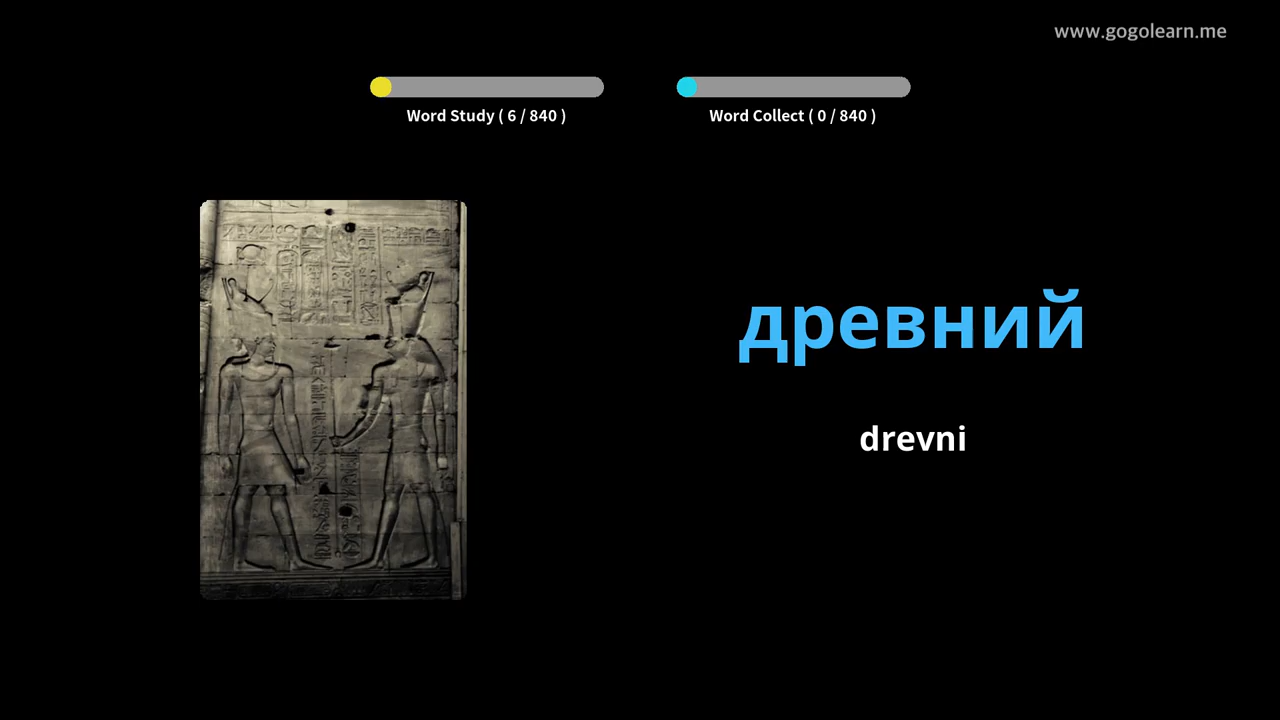 www.gogolearn.me
Word Study ( 6 / 840 )
Word Collect ( 0 / 840 )
древний
drevni